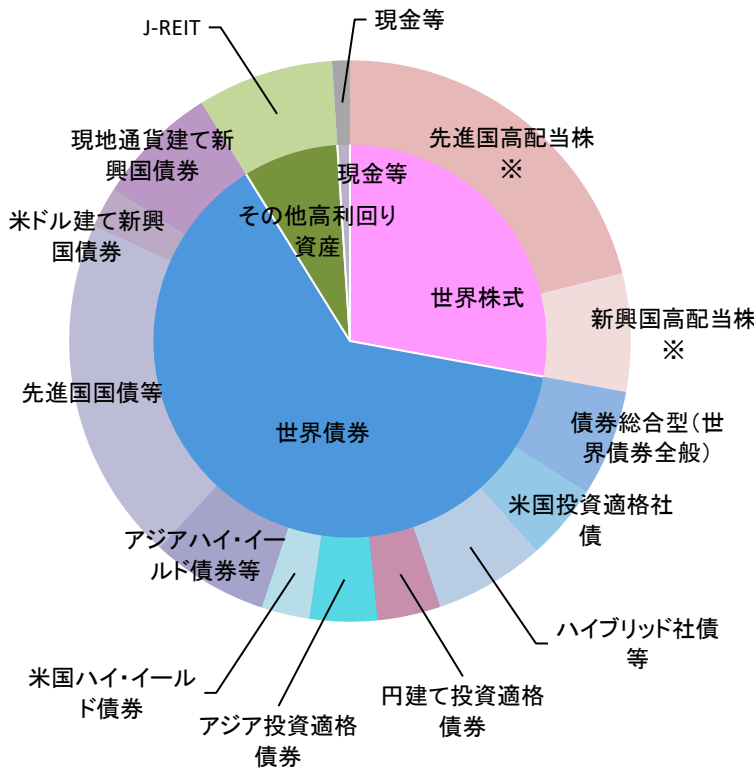 J-REIT
現金等
先進国高配当株
※
現地通貨建て新
興国債券
現金等
その他高利回り
資産
米ドル建て新興
国債券
世界株式
新興国高配当株
※
先進国国債等
世界債券
債券総合型(世
界債券全般)
米国投資適格社
債
アジアハイ・イー
ルド債券等
ハイブリッド社債
等
米国ハイ・イール
ド債券
アジア投資適格
債券
円建て投資適格
債券